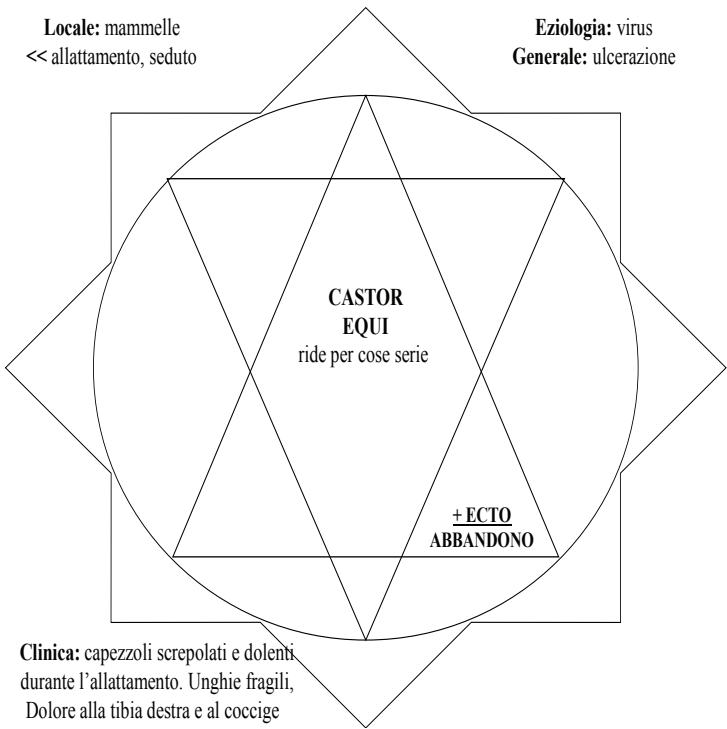 Locale: mammelle
<< allattamento, seduto
Eziologia: virus
Generale: ulcerazione
CASTOR
EQUI
ride per cose serie
+ ECTO
ABBANDONO
Clinica: capezzoli screpolati e dolenti
durante l’allattamento. Unghie fragili,
Dolore alla tibia destra e al coccige